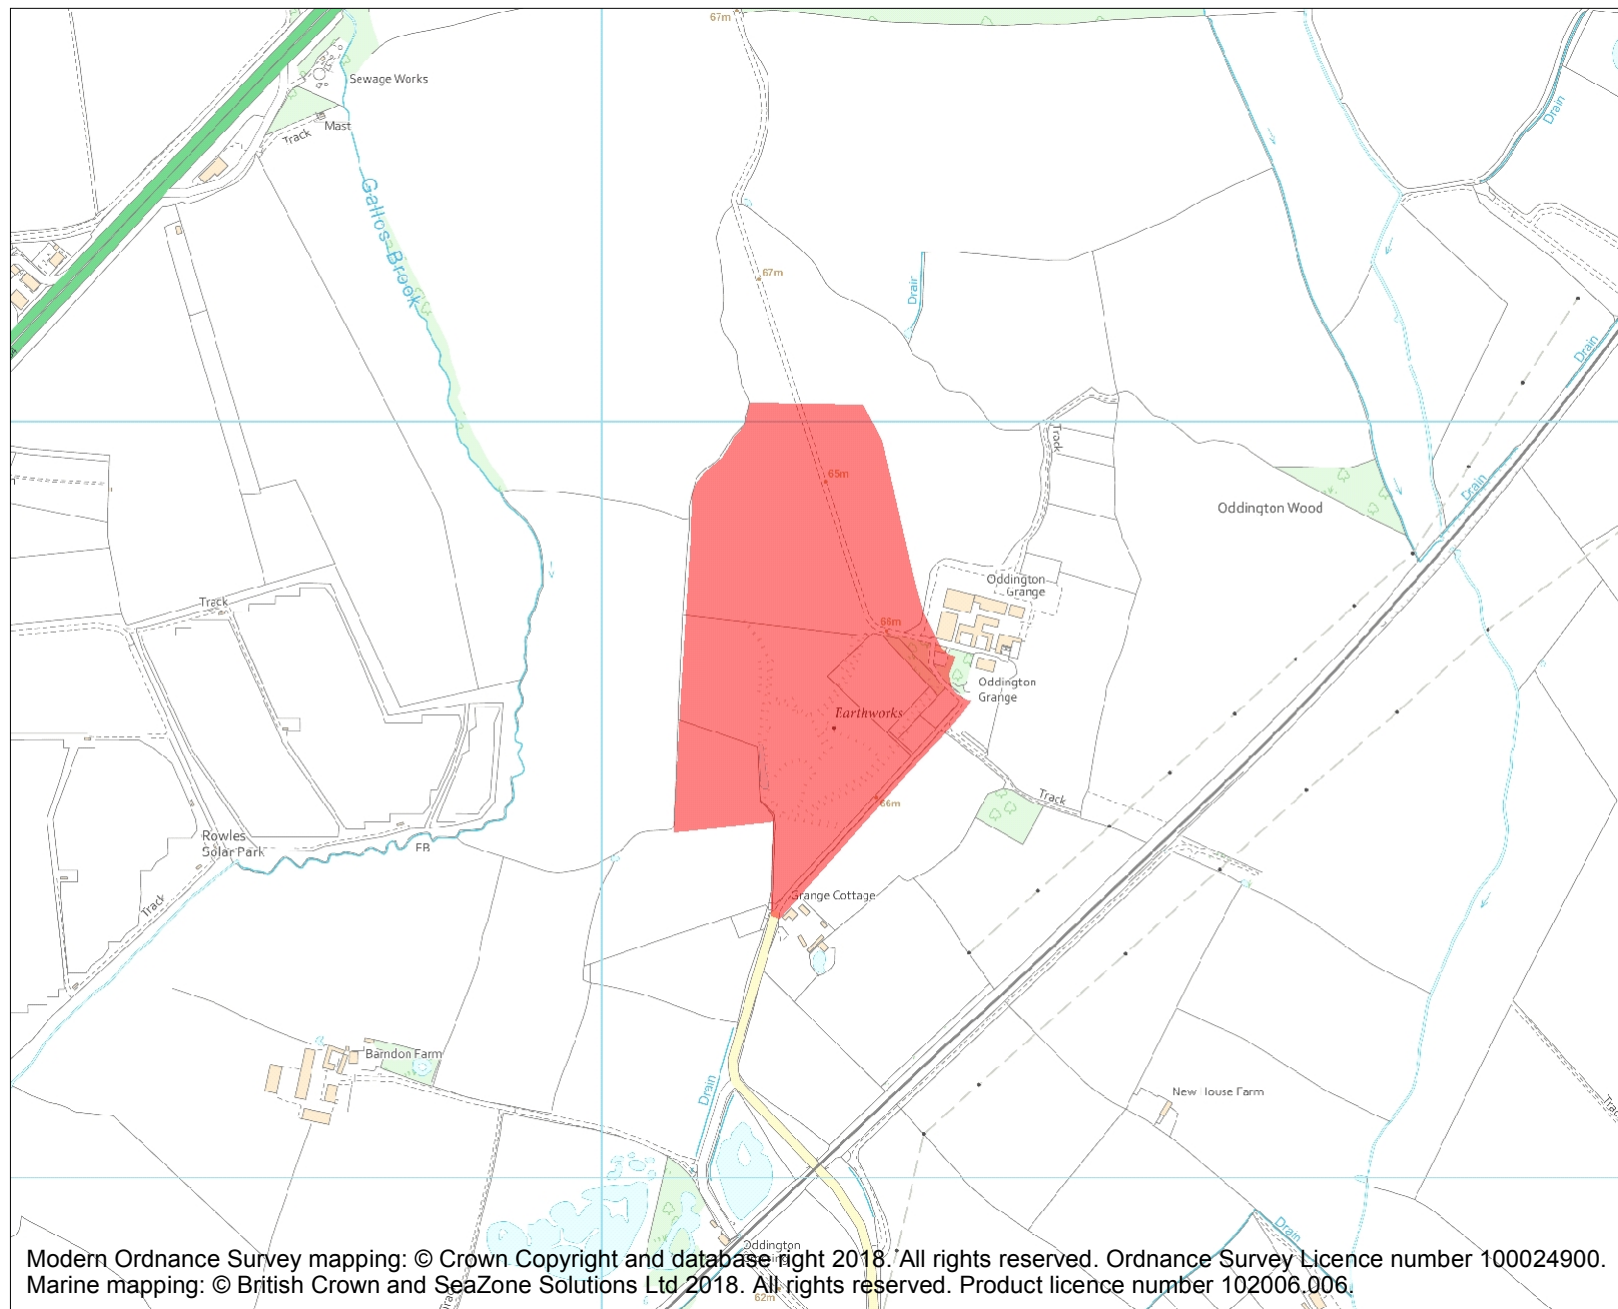 67m
Sewage Works
Mast
Track
Gallos Brook
Drain
67m
Drain
Drain
Track
65m
Drain
Oddington Wood
Oddington
Grange
Track
66m
Oddington
Grange
Earthworks
66m
Track
Rowles
Solar Park
FB
Track
Grange Cottage
Barndon Farm
Drain
New House Farm
Drain
Oddington
62m
Modern Ordnance Survey mapping: © Crown Copyright and database right 2018. All rights reserved. Ordnance Survey Licence number 100024900.
Marine mapping: © British Crown and SeaZone Solutions Ltd 2018. All rights reserved. Product licence number 102006.006.